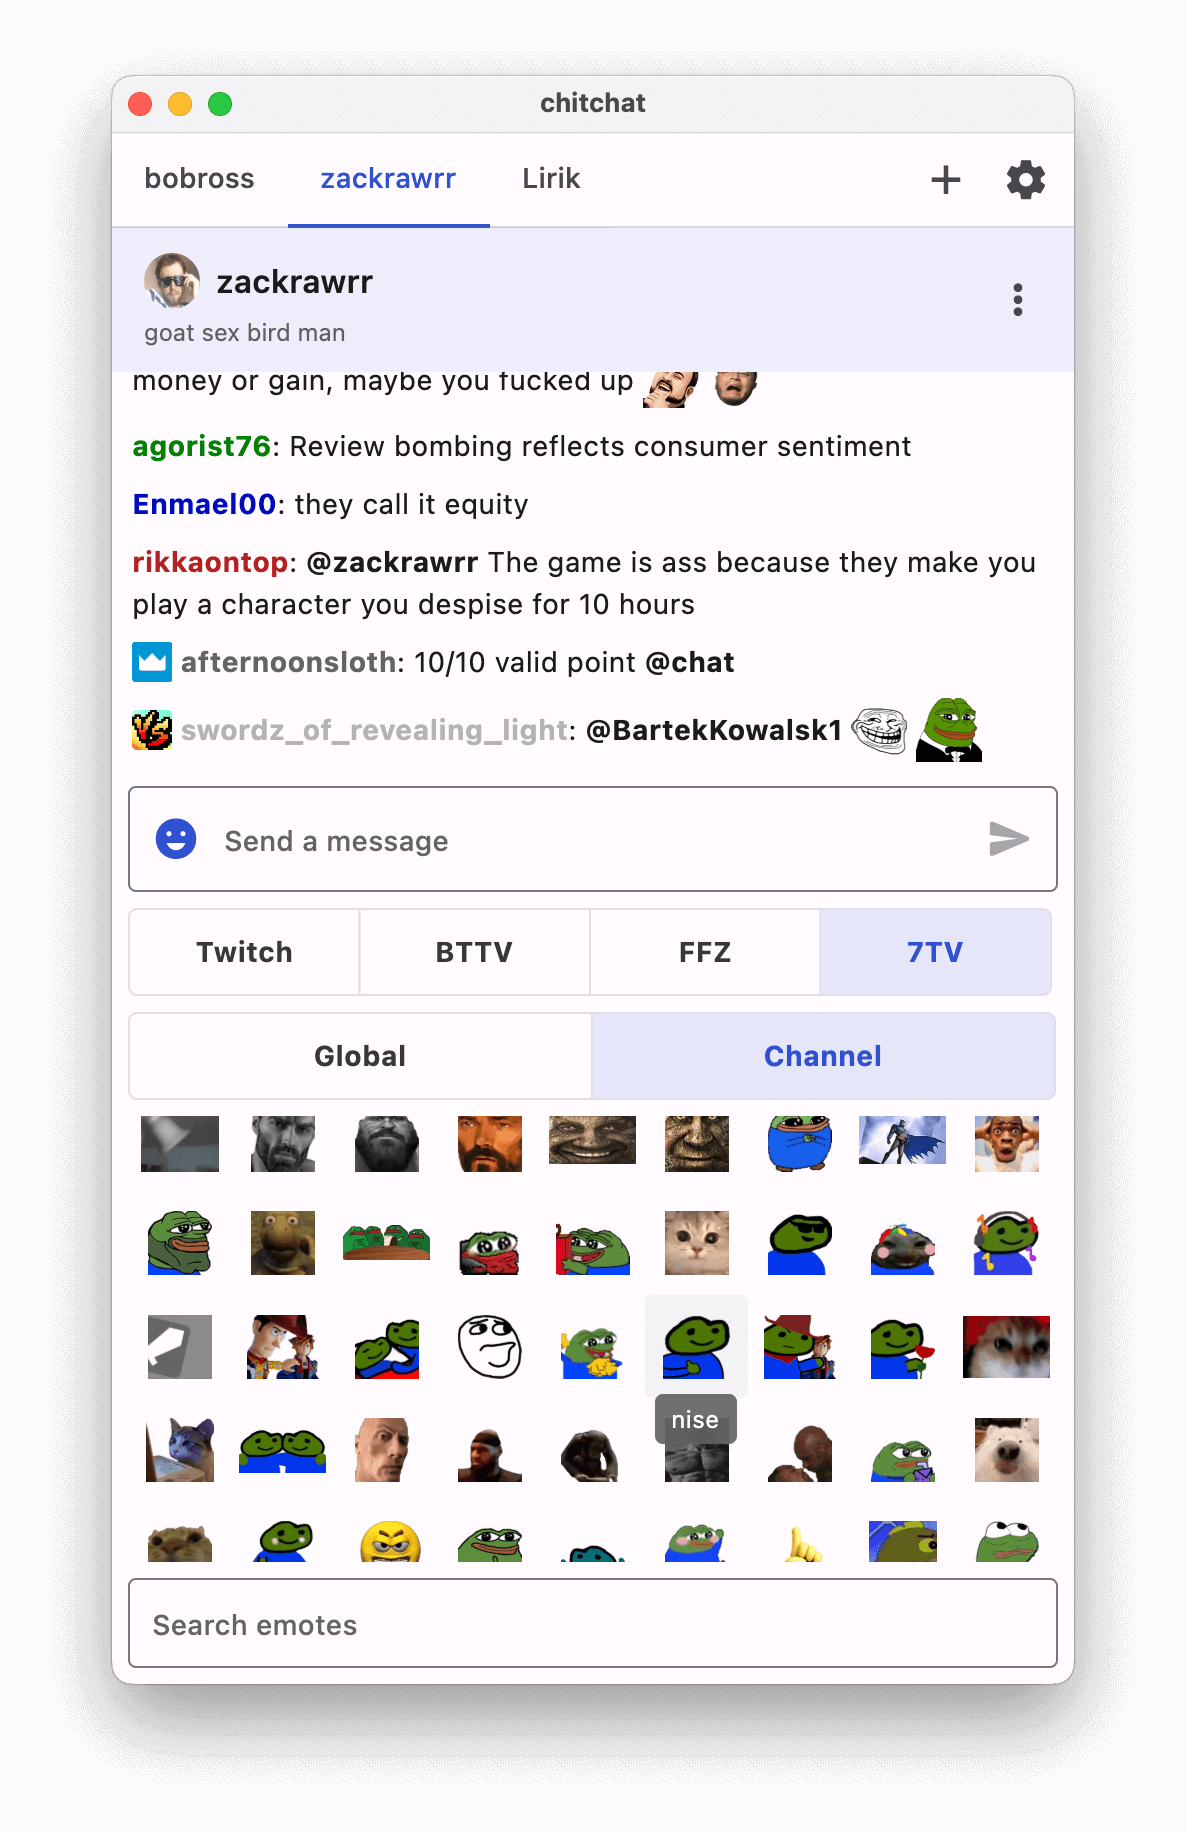 chitchat
bobross
zackrawrr
Lirik
zackrawrr
goat sex bird man
money or gain, maybe you fucked up
agorist76: Review bombing reflects consumer sentiment
Enmael00: they call it equity
rikkaontop: @zackrawrr The game is ass because they make you
play a character you despise for 10 hours
afternoonsloth: 10/10 valid point @chat
VS swordz_of_revealing_light: @BartekKowalsk1
Send a message
Twitch
BTTV
FFZ
7TV
Global
Channel
nise
Search emotes